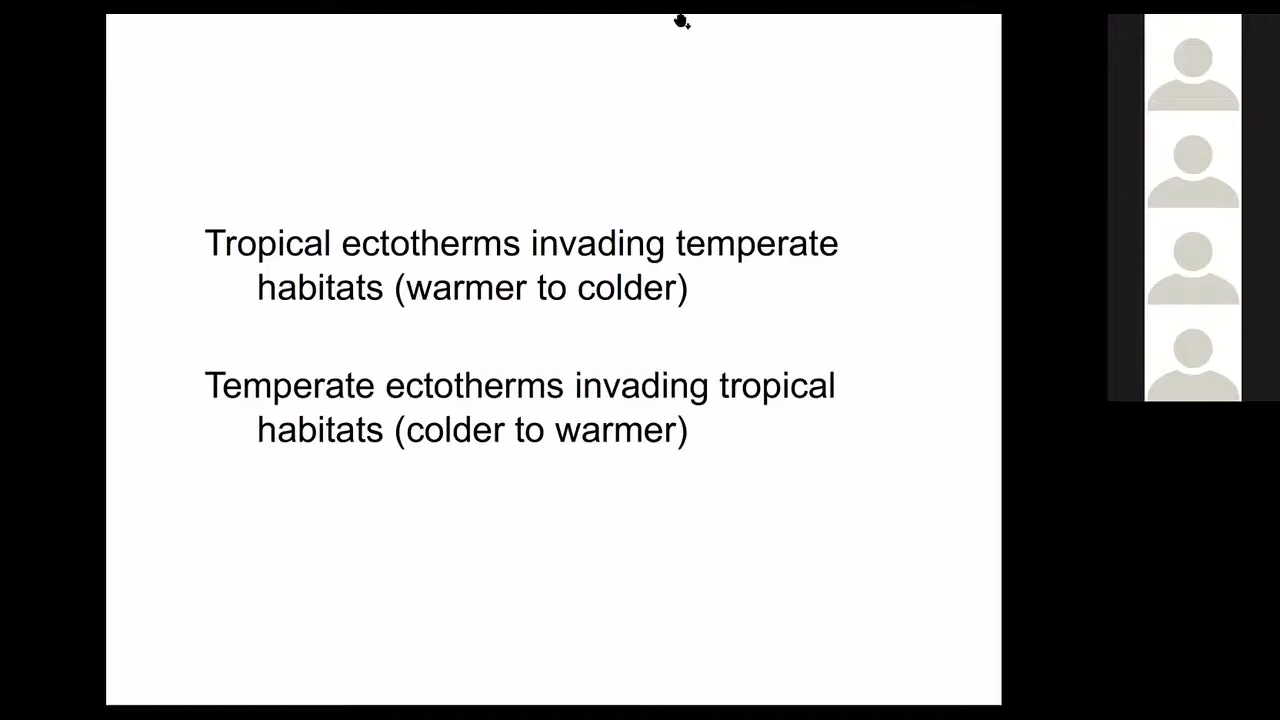 Tropical ectotherms invading temperate
habitats (warmer to colder)
Temperate ectotherms invading tropical
habitats (colder to warmer)